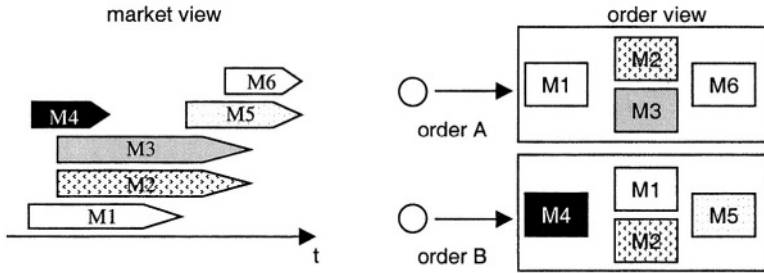 market view
order view
M6
M4
M5
M3
M2
M1
t
order A
M1
M2
M3
M6
order B
M4
M1
M2
M5